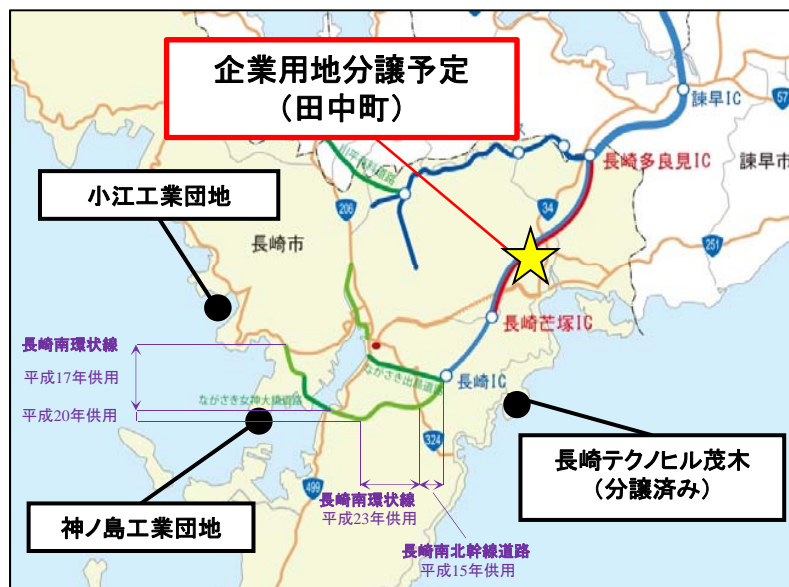 企業用地分譲予定
（田中町）
諫早IC
57
長崎多良見IC
諫早市
川平有料道路
小江工業団地
206
34
長崎市
251
長崎芒塚IC
長崎南環状線
平成17年供用
ながさき出島道路
長崎IC
ながさき女神大橋道路
平成20年供用
324
長崎テクノヒル茂木
（分譲済み）
499
長崎南環状線
平成23年供用
神ノ島工業団地
長崎南北幹線道路
平成15年供用